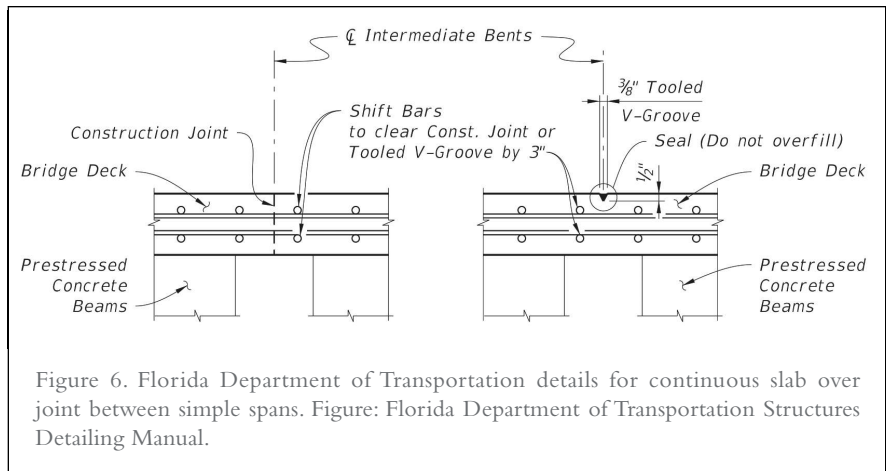 ℄ Intermediate Bents
⅜" Tooled
V-Groove
Shift Bars
to clear Const. Joint or
Tooled V-Groove by 3"
Construction Joint
Seal (Do not overfill)
Bridge Deck
½"
Bridge Deck
Prestressed
Concrete
Beams
Prestressed
Concrete
Beams
Figure 6. Florida Department of Transportation details for continuous slab over
joint between simple spans. Figure: Florida Department of Transportation Structures
Detailing Manual.